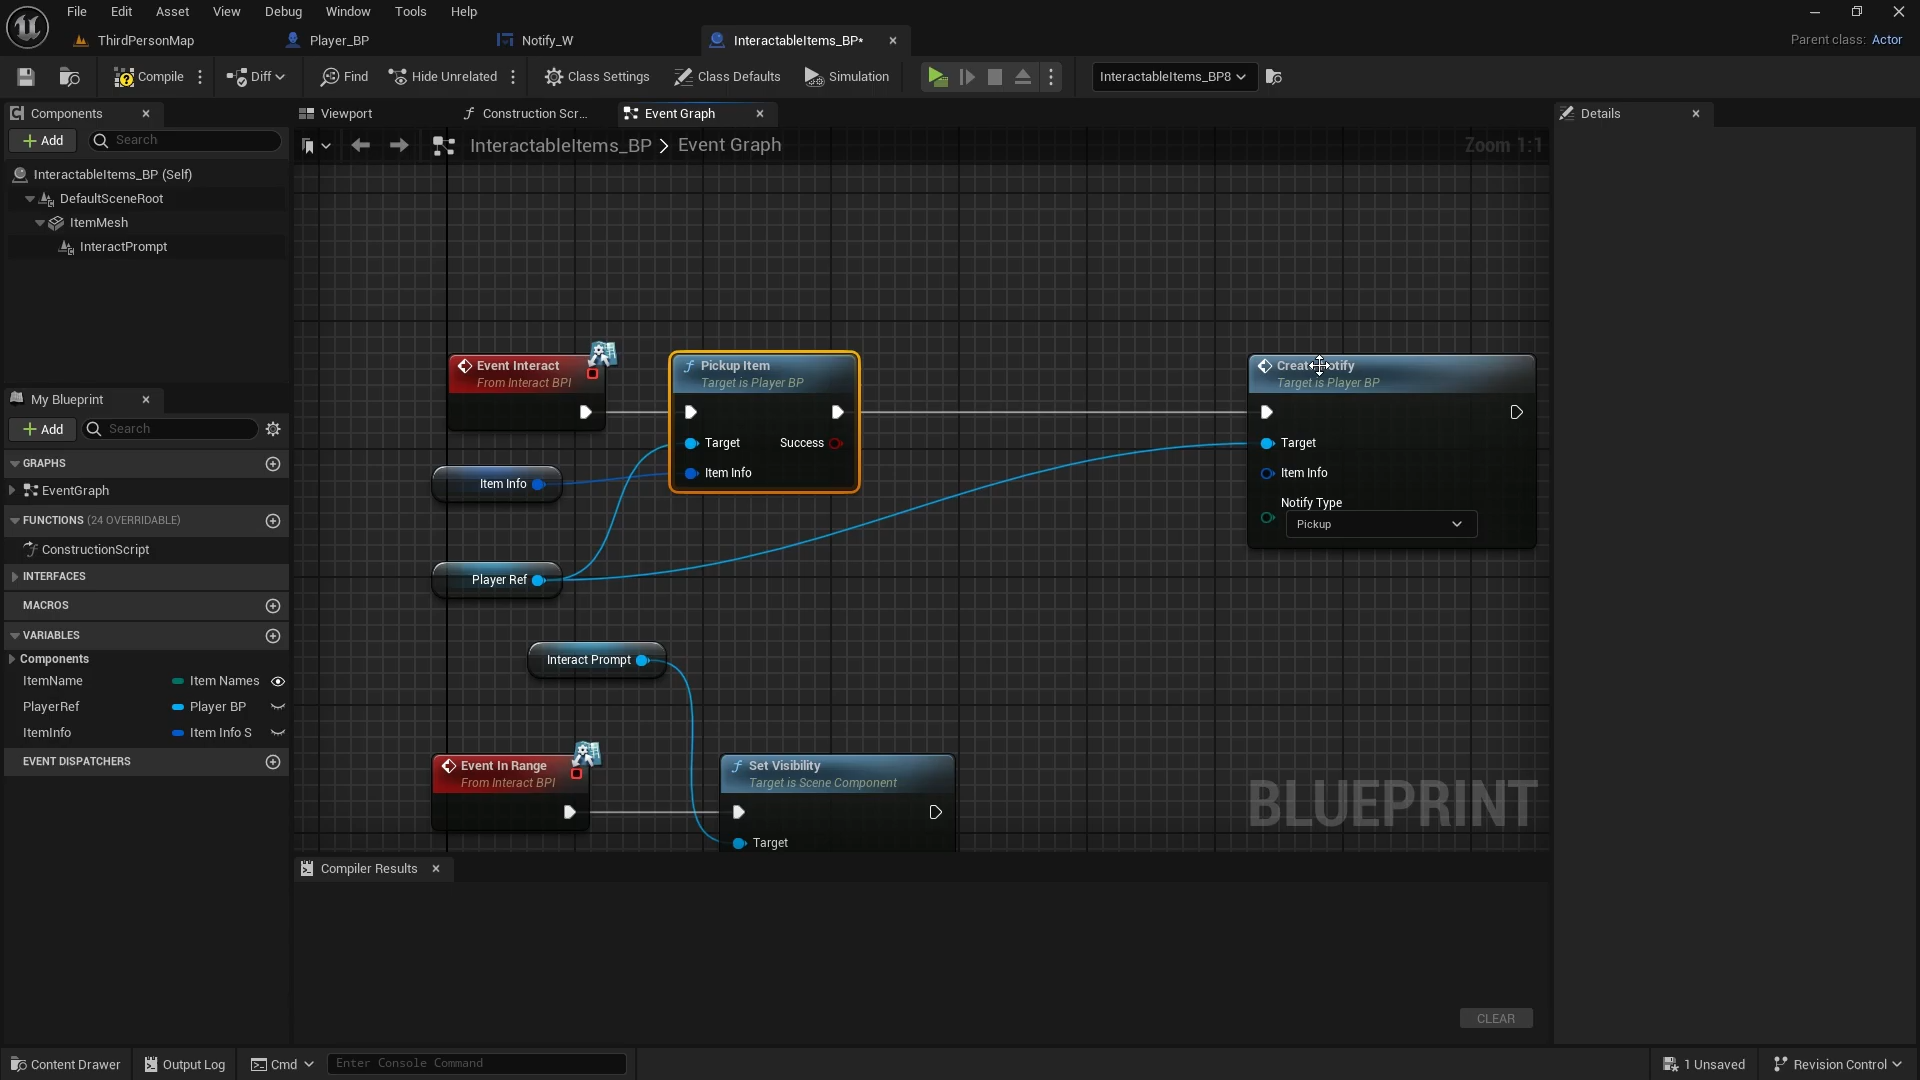 File Edit Asset View Debug Window Tools Help
ThirdPersonMap Player_BP Notify_W InteractableItems_BP*
Parent class: Actor
Compile Diff Find Hide Unrelated Class Settings Class Defaults Simulation InteractableItems_BP8
Components
Add Search
InteractableItems_BP (Self)
DefaultSceneRoot
ItemMesh
InteractPrompt
My Blueprint
Add Search
GRAPHS
EventGraph
FUNCTIONS (24 OVERRIDABLE)
ConstructionScript
INTERFACES
MACROS
VARIABLES
Components
ItemName Item Names
PlayerRef Player BP
ItemInfo Item Info S
EVENT DISPATCHERS
Viewport Construction Scr... Event Graph
InteractableItems_BP > Event Graph
Zoom 1:1
Event Interact
From Interact BPI
Pickup Item
Target is Player BP
Target Success
Item Info
Item Info
Player Ref
Target is Player BP
Target
Item Info
Notify Type
Pickup
Interact Prompt
Event In Range
From Interact BPI
Set Visibility
Target is Scene Component
Target
BLUEPRINT
Compiler Results
CLEAR
Details
Content Drawer Output Log Cmd Enter Console Command
1 Unsaved Revision Control